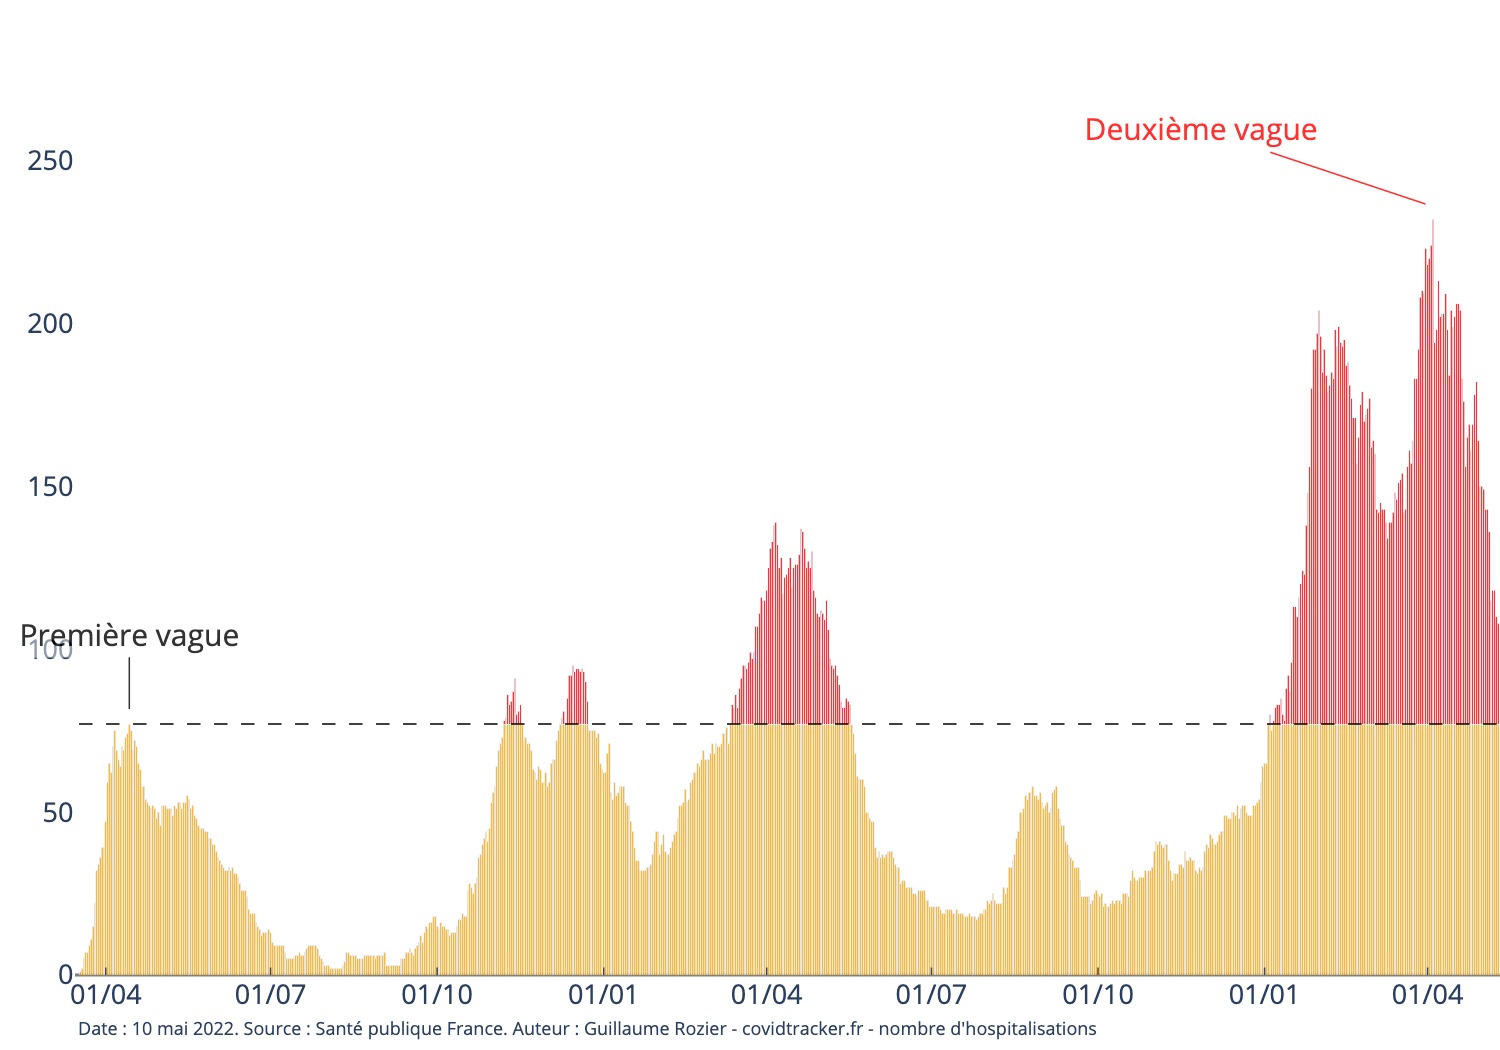 Deuxième vague
250
200
150
Première vague
100
50
0
01/04 01/07 01/10 01/01 01/04 01/07 01/10 01/01 01/04
Date : 10 mai 2022. Source : Santé publique France. Auteur : Guillaume Rozier - covidtracker.fr - nombre d'hospitalisations